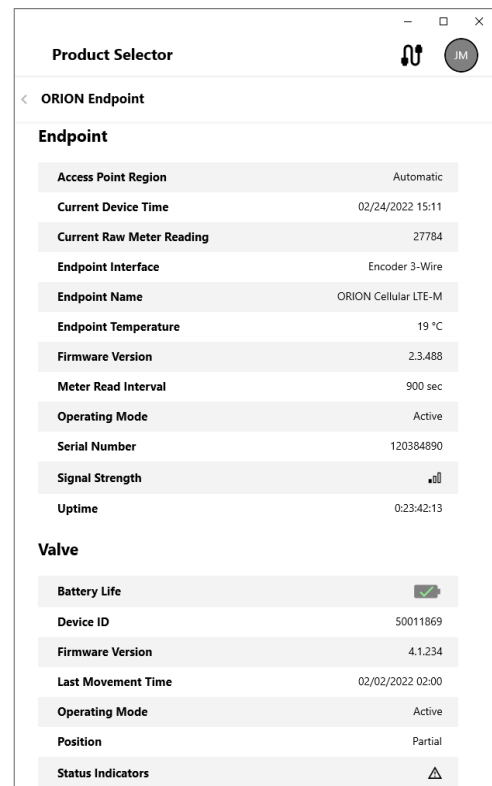 Product Selector
JM
ORION Endpoint
Endpoint
Access Point Region Automatic
Current Device Time 02/24/2022 15:11
Current Raw Meter Reading 27784
Endpoint Interface Encoder 3-Wire
Endpoint Name ORION Cellular LTE-M
Endpoint Temperature 19 °C
Firmware Version 2.3.488
Meter Read Interval 900 sec
Operating Mode Active
Serial Number 120384890
Signal Strength
Uptime 0:23:42:13
Valve
Battery Life
Device ID 50011869
Firmware Version 4.1.234
Last Movement Time 02/02/2022 02:00
Operating Mode Active
Position Partial
Status Indicators